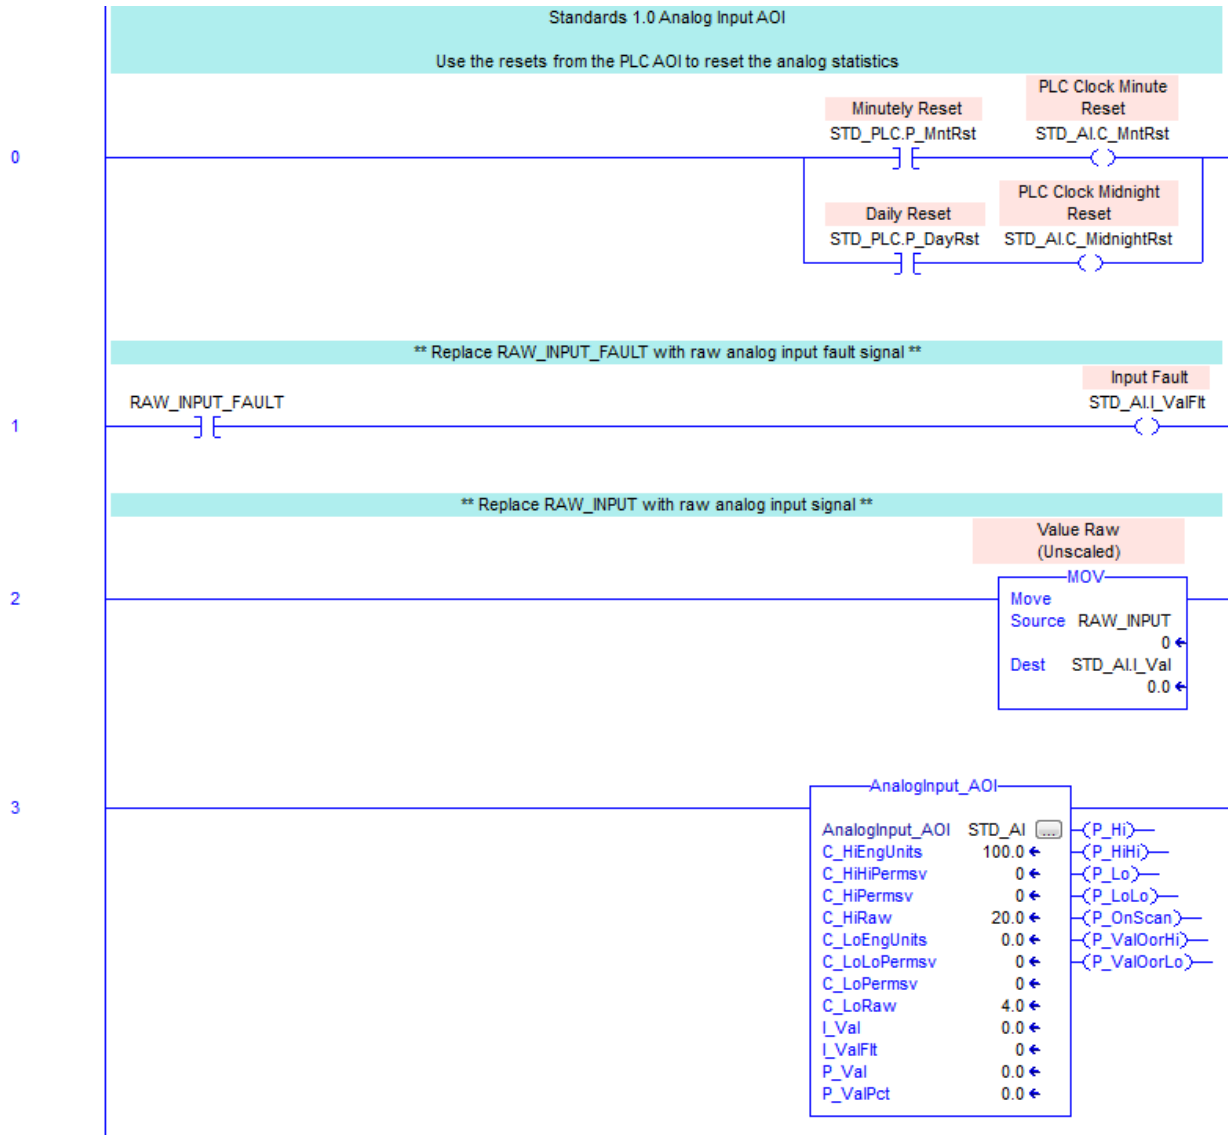 Standards 1.0 Analog Input AOI
Use the resets from the PLC AOI to reset the analog statistics
Minutely Reset
STD_PLC.P_MntRst
PLC Clock Minute
Reset
STD_AI.C_MntRst
0
Daily Reset
STD_PLC.P_DayRst
PLC Clock Midnight
Reset
STD_AI.C_MidnightRst
** Replace RAW_INPUT_FAULT with raw analog input fault signal **
RAW_INPUT_FAULT
Input Fault
STD_AI.I_ValFlt
1
** Replace RAW_INPUT with raw analog input signal **
Value Raw
(Unscaled)
2
MOV
Move
Source RAW_INPUT
0
Dest STD_AI.I_Val
0.0
3
AnalogInput_AOI
AnalogInput_AOI STD_AI ... P_Hi
C_HiEngUnits 100.0 P_HiHi
C_HiHiPermsv 0 P_Lo
C_HiPermsv 0 P_LoLo
C_HiRaw 20.0 P_OnScan
C_LoEngUnits 0.0 P_ValOorHi
C_LoLoPermsv 0 P_ValOorLo
C_LoPermsv 0
C_LoRaw 4.0
I_Val 0.0
I_ValFlt 0
P_Val 0.0
P_ValPct 0.0